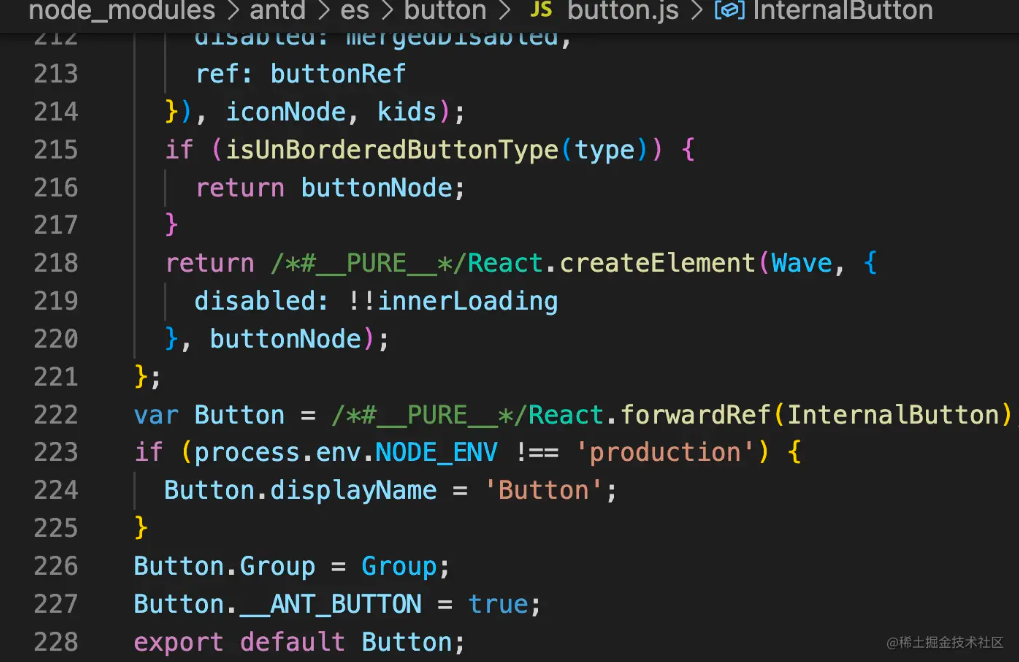 node_modules > antd > es > button > JS button.js > InternalButton
212 disabled: mergedDisabled,
213 ref: buttonRef
214 }), iconNode, kids);
215 if (isUnBorderedButtonType(type)) {
216 return buttonNode;
217 }
218 return /*#__PURE__*/React.createElement(Wave, {
219 disabled: !!innerLoading
220 }, buttonNode);
221 };
222 var Button = /*#__PURE__*/React.forwardRef(InternalButton)
223 if (process.env.NODE_ENV !== 'production') {
224 Button.displayName = 'Button';
225 }
226 Button.Group = Group;
227 Button.__ANT_BUTTON = true;
228 export default Button;
@稀土掘金技术社区